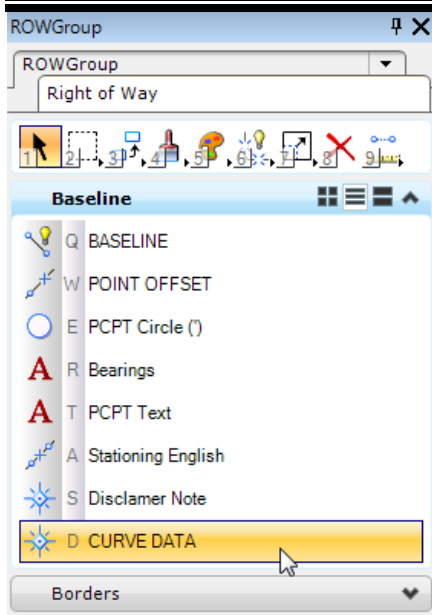 ROWGroup
ROWGroup
Right of Way
1 2 3 4 5 6 7 8 9
Baseline
Q BASELINE
W POINT OFFSET
E PCPT Circle (')
R Bearings
T PCPT Text
A Stationing English
S Disclamer Note
D CURVE DATA
Borders